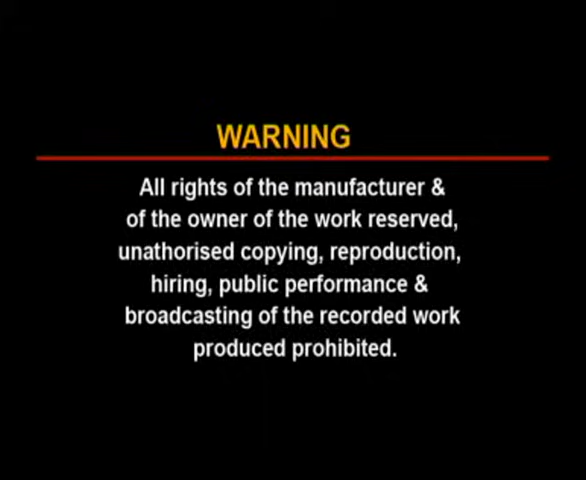 WARNING
All rights of the manufacturer &
of the owner of the work reserved,
unathorised copying, reproduction,
hiring, public performance &
broadcasting of the recorded work
produced prohibited.